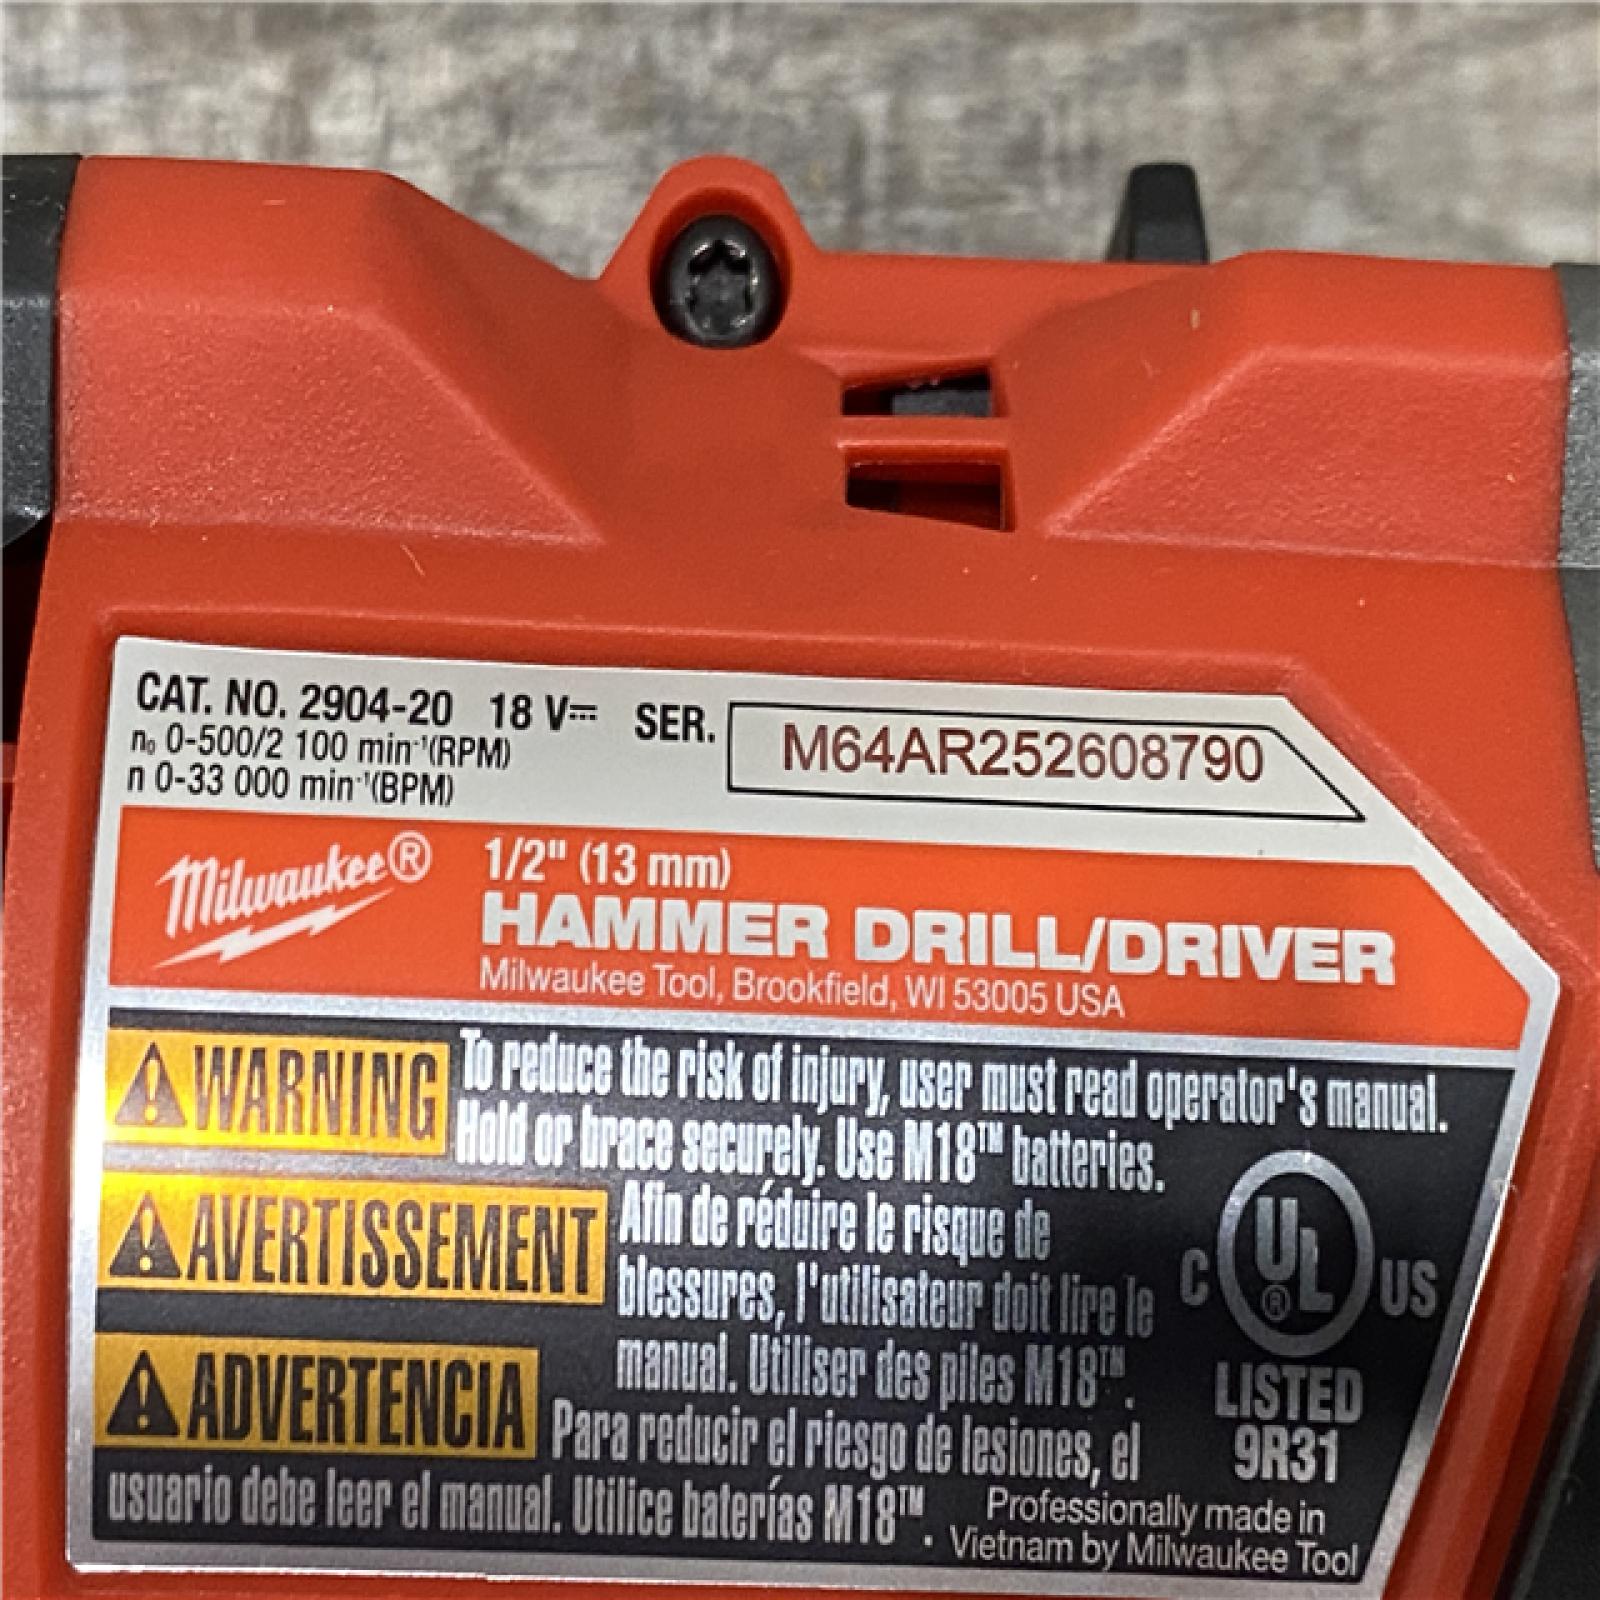 CAT. NO. 2904-20 18 V⎓ SER. M64AR252608790
n₀ 0-500/2 100 min⁻¹(RPM)
n 0-33 000 min⁻¹(BPM)
Milwaukee®
1/2" (13 mm)
HAMMER DRILL/DRIVER
Milwaukee Tool, Brookfield, WI 53005 USA
WARNING To reduce the risk of injury, user must read operator's manual.
Hold or brace securely. Use M18™ batteries.
AVERTISSEMENT Afin de réduire le risque de
blessures, l'utilisateur doit lire le
manual. Utiliser des piles M18™.
ADVERTENCIA Para reducir el riesgo de lesiones, el
usuario debe leer el manual. Utilice baterías M18™.
C UL® US
LISTED
9R31
Professionally made in
Vietnam by Milwaukee Tool